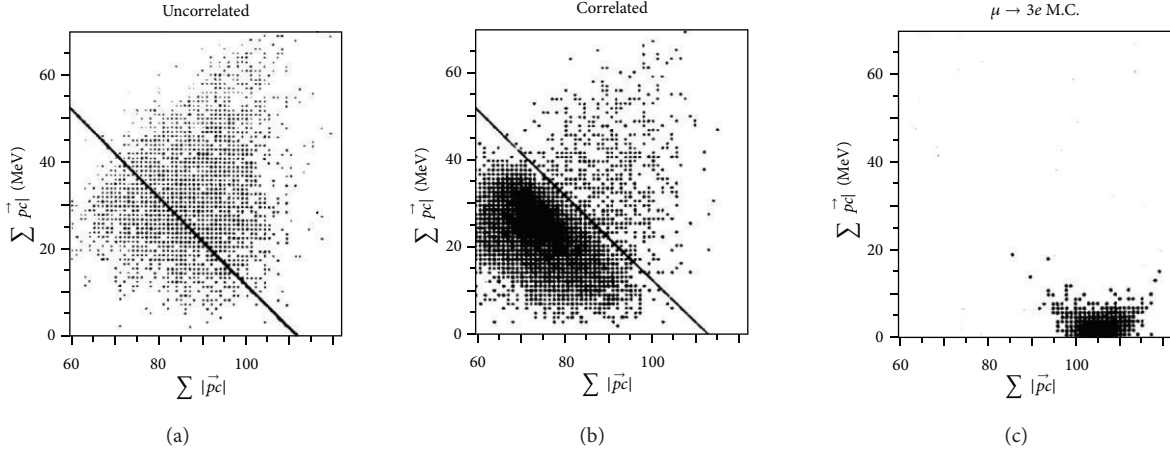 Uncorrelated
60
40
20
0
∑ p⃗c| (MeV)
60 80 100
∑ |p⃗c|
(a)
Correlated
60
40
20
0
∑ p⃗c| (MeV)
60 80 100
∑ |p⃗c|
(b)
μ → 3e M.C.
60
40
20
0
∑ p⃗c| (MeV)
60 80 100 120
∑ |p⃗c|
(c)